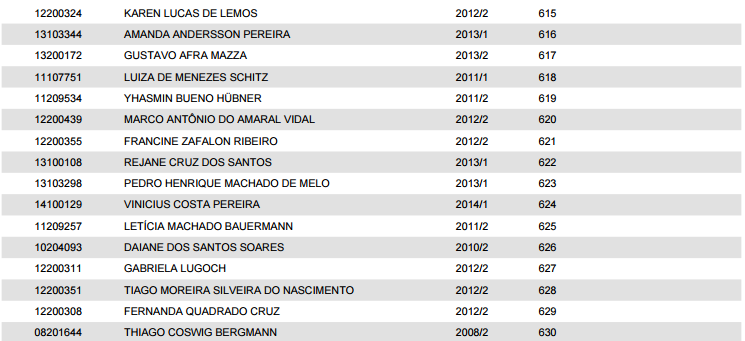 12200324 KAREN LUCAS DE LEMOS 2012/2 615
13103344 AMANDA ANDERSSON PEREIRA 2013/1 616
13200172 GUSTAVO AFRA MAZZA 2013/2 617
11107751 LUIZA DE MENEZES SCHITZ 2011/1 618
11209534 YHASMIN BUENO HÜBNER 2011/2 619
12200439 MARCO ANTÔNIO DO AMARAL VIDAL 2012/2 620
12200355 FRANCINE ZAFALON RIBEIRO 2012/2 621
13100108 REJANE CRUZ DOS SANTOS 2013/1 622
13103298 PEDRO HENRIQUE MACHADO DE MELO 2013/1 623
14100129 VINICIUS COSTA PEREIRA 2014/1 624
11209257 LETÍCIA MACHADO BAUERMANN 2011/2 625
10204093 DAIANE DOS SANTOS SOARES 2010/2 626
12200311 GABRIELA LUGOCH 2012/2 627
12200351 TIAGO MOREIRA SILVEIRA DO NASCIMENTO 2012/2 628
12200308 FERNANDA QUADRADO CRUZ 2012/2 629
08201644 THIAGO COSWIG BERGMANN 2008/2 630